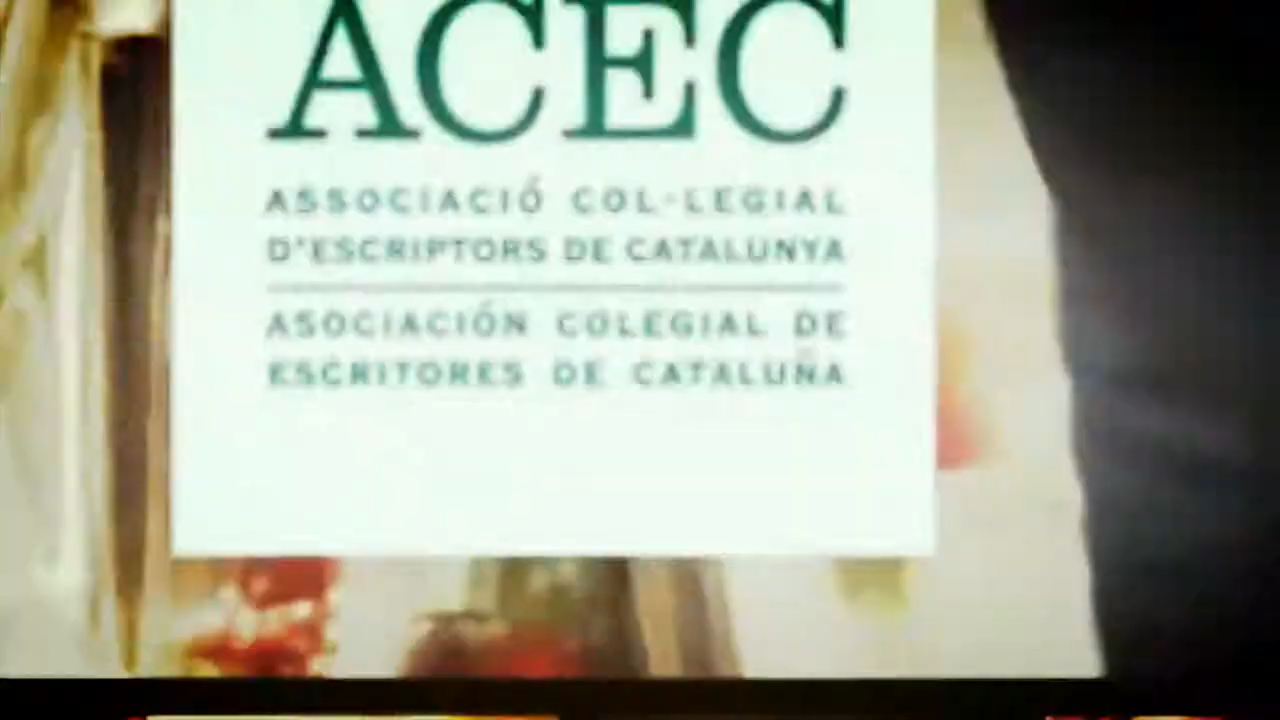 ACEC
ASSOCIACIÓ COL·LEGIAL
D'ESCRIPTORS DE CATALUNYA
ASOCIACIÓN COLEGIAL DE
ESCRITORES DE CATALUÑA